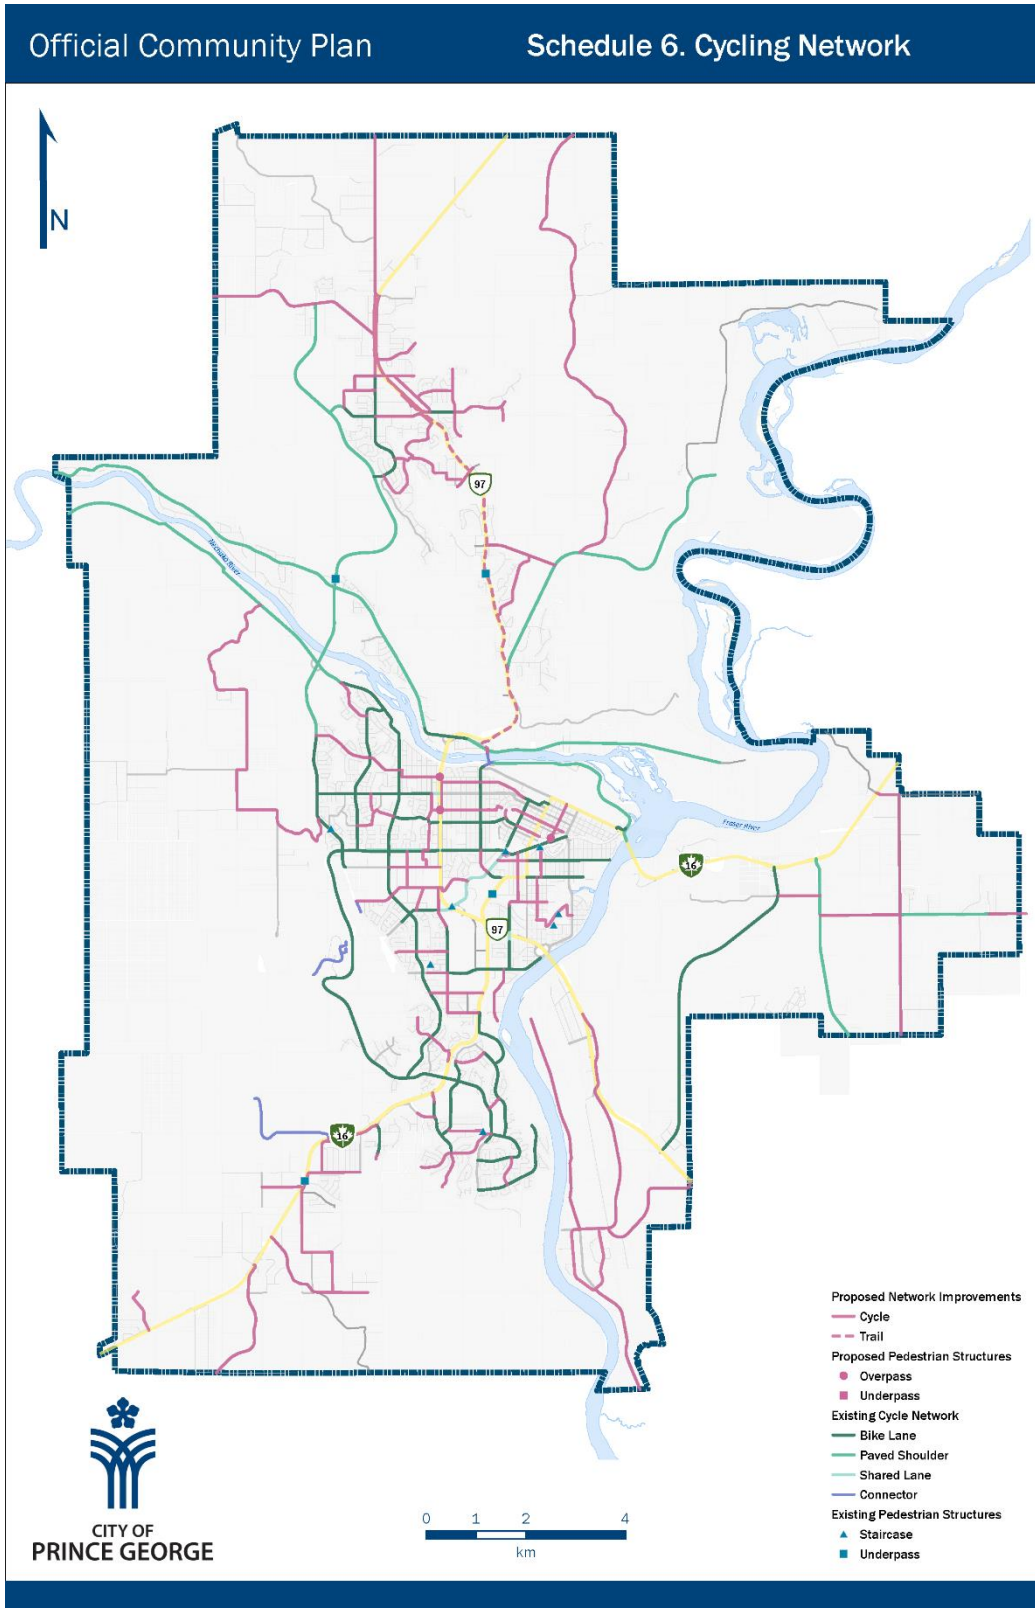 Official Community Plan
Schedule 6. Cycling Network
N
97
Nechako River
Fraser River
16
97
16
Proposed Network Improvements
Cycle
Trail
Proposed Pedestrian Structures
Overpass
Underpass
Existing Cycle Network
Bike Lane
Paved Shoulder
Shared Lane
Connector
Existing Pedestrian Structures
Staircase
Underpass
CITY OF
PRINCE GEORGE
0 1 2 4
km